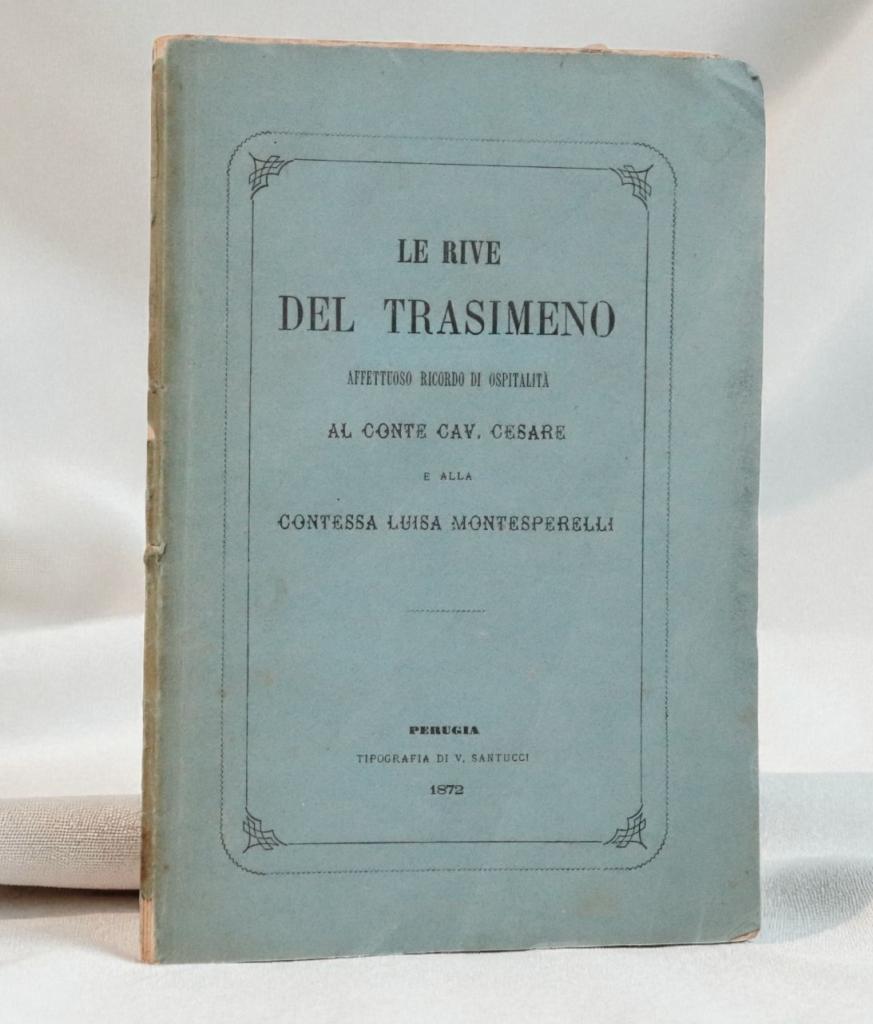 LE RIVE
DEL TRASIMENO
AFFETTUOSO RICORDO DI OSPITALITÀ
AL CONTE CAV. CESARE
E ALLA
CONTESSA LUISA MONTESPERELLI
PERUGIA
TIPOGRAFIA DI V. SANTUCCI
1872